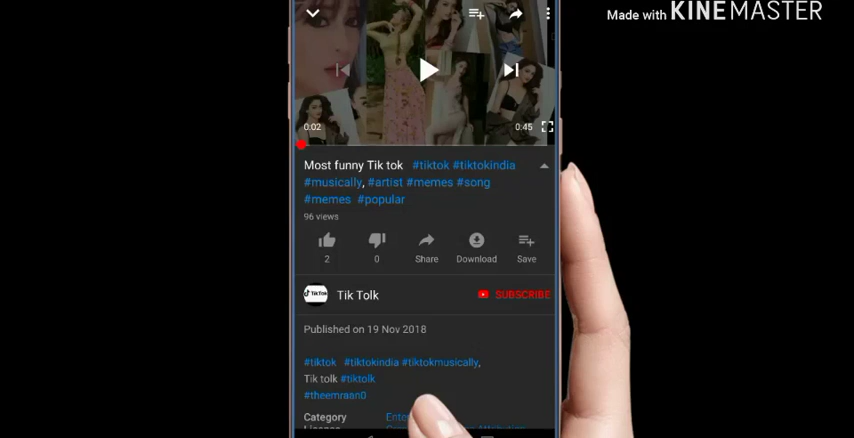 Made with KINEMASTER
0:02
0:45
Most funny Tik tok #tiktok #tiktokindia
#musically, #artist #memes #song
#memes #popular
96 views
2
0
Share
Download
Save
TikTok
Tik Tolk
SUBSCRIBE
Published on 19 Nov 2018
#tiktok #tiktokindia #tiktokmusically,
Tik tolk #tiktolk
#theemraan0
Category